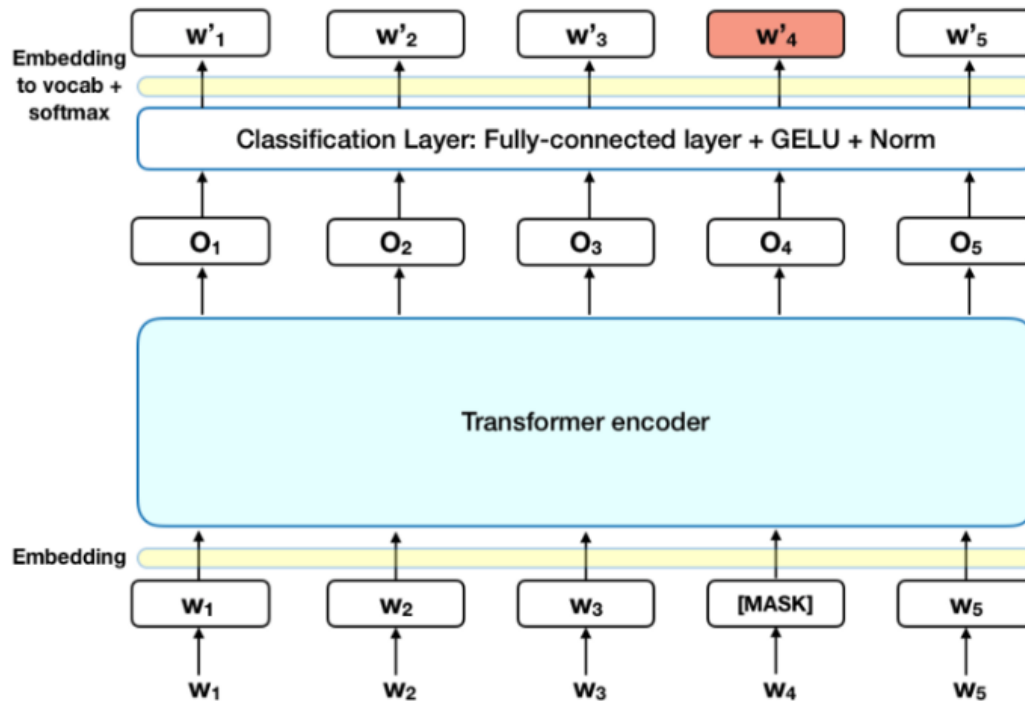 w'₁ w'₂ w'₃ w'₄ w'₅
Embedding
to vocab +
softmax
Classification Layer: Fully-connected layer + GELU + Norm
O₁ O₂ O₃ O₄ O₅
Transformer encoder
Embedding
W₁ W₂ W₃ [MASK] W₅
W₁ W₂ W₃ W₄ W₅